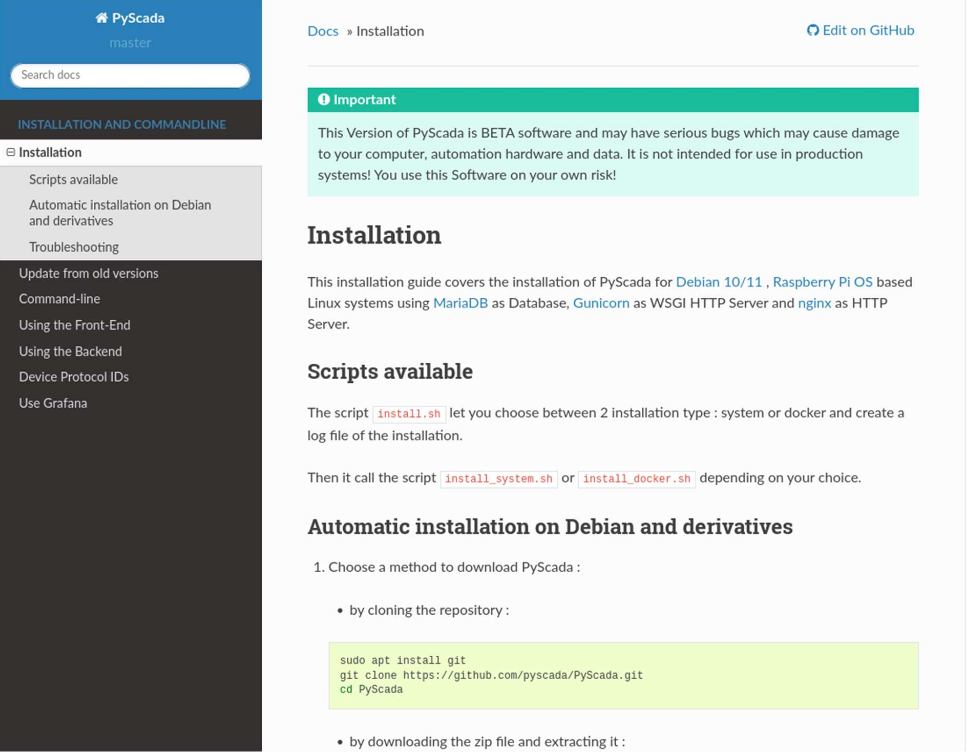 PyScada
master
Search docs
INSTALLATION AND COMMANDLINE
Installation
Scripts available
Automatic installation on Debian
and derivatives
Troubleshooting
Update from old versions
Command-line
Using the Front-End
Using the Backend
Device Protocol IDs
Use Grafana
Docs » Installation
Edit on GitHub
Important
This Version of PyScada is BETA software and may have serious bugs which may cause damage
to your computer, automation hardware and data. It is not intended for use in production
systems! You use this Software on your own risk!
Installation
This installation guide covers the installation of PyScada for Debian 10/11 , Raspberry Pi OS based
Linux systems using MariaDB as Database, Gunicorn as WSGI HTTP Server and nginx as HTTP
Server.
Scripts available
The script install.sh let you choose between 2 installation type : system or docker and create a
log file of the installation.
Then it call the script install_system.sh or install_docker.sh depending on your choice.
Automatic installation on Debian and derivatives
1. Choose a method to download PyScada :
• by cloning the repository :
sudo apt install git
git clone https://github.com/pyscada/PyScada.git
cd PyScada
• by downloading the zip file and extracting it :